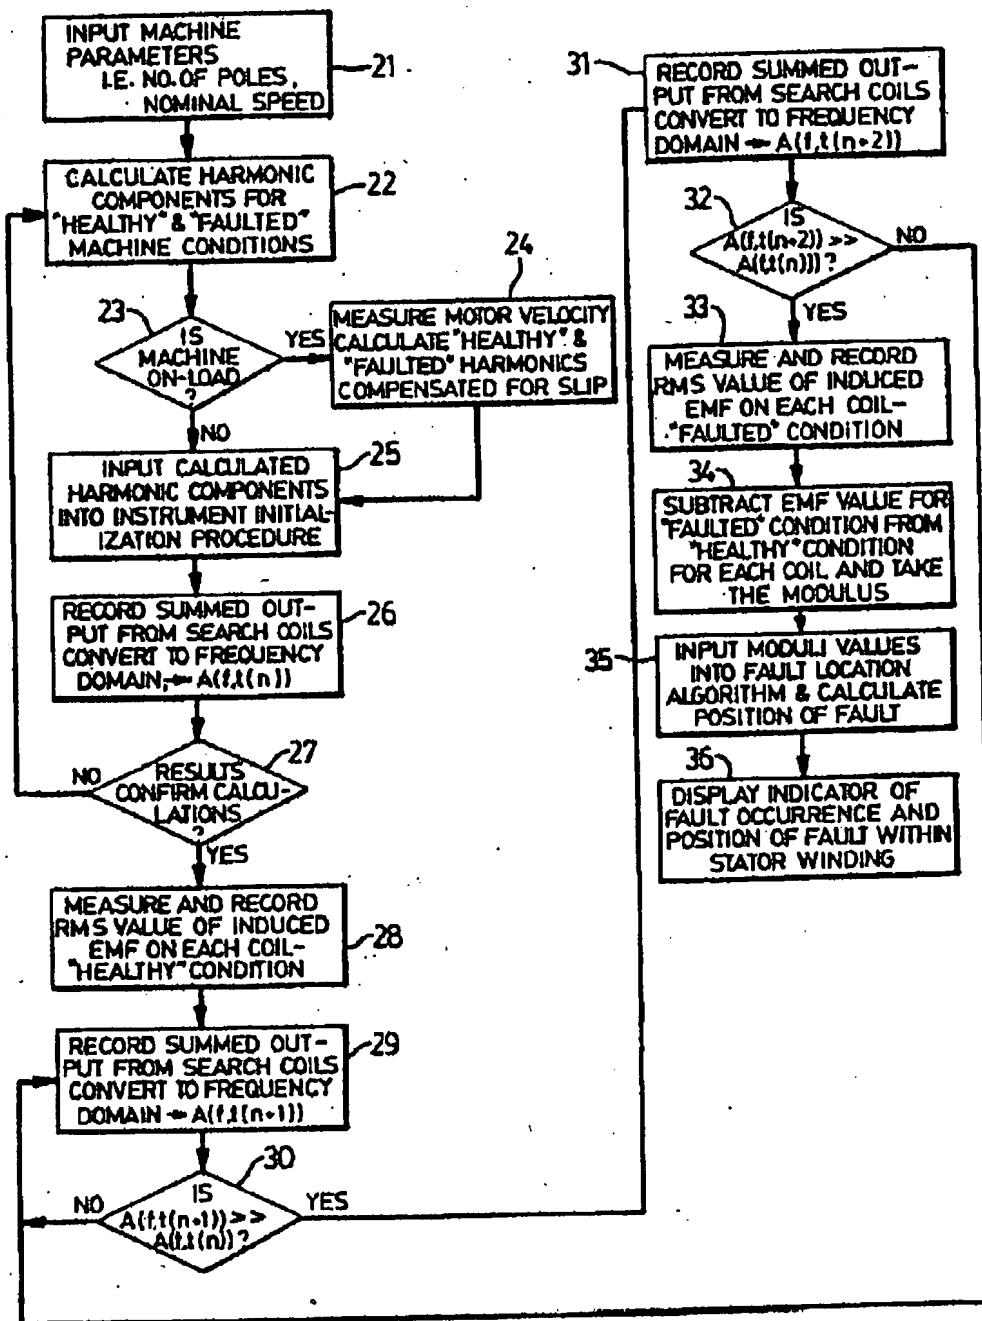 INPUT MACHINE
PARAMETERS
I.E. NO. OF POLES,
NOMINAL SPEED
21
CALCULATE HARMONIC
COMPONENTS FOR
"HEALTHY" & "FAULTED"
MACHINE CONDITIONS
22
23
IS
MACHINE
ON-LOAD
?
YES
NO
24
MEASURE MOTOR VELOCITY
CALCULATE "HEALTHY" &
"FAULTED" HARMONICS
COMPENSATED FOR SLIP
25
INPUT CALCULATED
HARMONIC COMPONENTS
INTO INSTRUMENT INITIAL-
IZATION PROCEDURE
RECORD SUMMED OUT-
PUT FROM SEARCH COILS
CONVERT TO FREQUENCY
DOMAIN, → A(f,t(n))
26
27
RESULTS
CONFIRM CALCU-
LATIONS
?
NO
YES
MEASURE AND RECORD
RMS VALUE OF INDUCED
EMF ON EACH COIL-
"HEALTHY" CONDITION
28
RECORD SUMMED OUT-
PUT FROM SEARCH COILS
CONVERT TO FREQUENCY
DOMAIN → A(f,t(n+1))
29
30
IS
A(f,t(n+1)) >>
A(f,t(n)) ?
NO
YES
31
RECORD SUMMED OUT-
PUT FROM SEARCH COILS
CONVERT TO FREQUENCY
DOMAIN → A(f,t(n+2))
32
IS
A(f,t(n+2)) >>
A(f,t(n))) ?
NO
YES
33
MEASURE AND RECORD
RMS VALUE OF INDUCED
EMF ON EACH COIL-
"FAULTED" CONDITION
34
SUBTRACT EMF VALUE FOR
"FAULTED" CONDITION FROM
"HEALTHY" CONDITION
FOR EACH COIL AND TAKE
THE MODULUS
35
INPUT MODULI VALUES
INTO FAULT LOCATION
ALGORITHM & CALCULATE
POSITION OF FAULT
36
DISPLAY INDICATOR OF
FAULT OCCURRENCE AND
POSITION OF FAULT WITHIN
STATOR WINDING